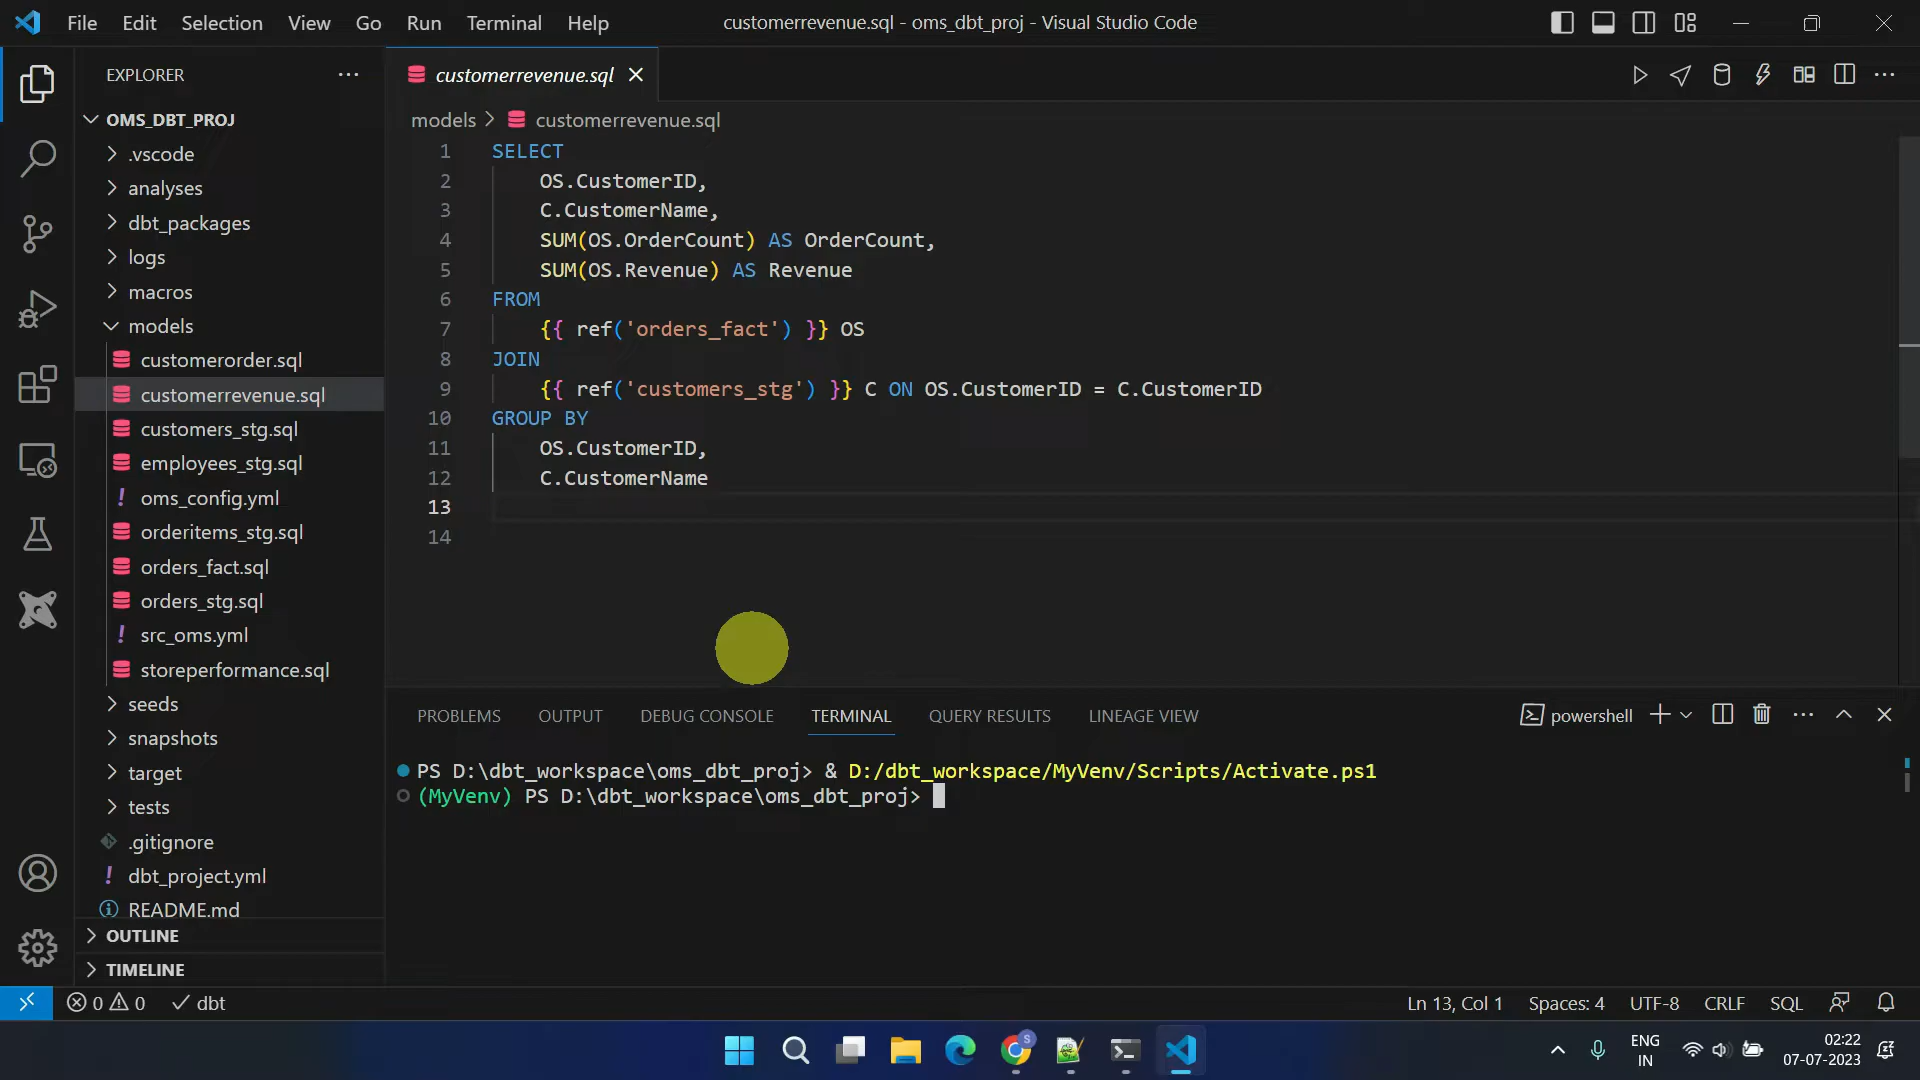 File Edit Selection View Go Run Terminal Help
customerrevenue.sql - oms_dbt_proj - Visual Studio Code
EXPLORER
OMS_DBT_PROJ
.vscode
analyses
dbt_packages
logs
macros
models
customerorder.sql
customerrevenue.sql
customers_stg.sql
employees_stg.sql
! oms_config.yml
orderitems_stg.sql
orders_fact.sql
orders_stg.sql
! src_oms.yml
storeperformance.sql
seeds
snapshots
target
tests
.gitignore
! dbt_project.yml
README.md
OUTLINE
TIMELINE
customerrevenue.sql
models > customerrevenue.sql
1 SELECT
2 OS.CustomerID,
3 C.CustomerName,
4 SUM(OS.OrderCount) AS OrderCount,
5 SUM(OS.Revenue) AS Revenue
6 FROM
7 {{ ref('orders_fact') }} OS
8 JOIN
9 {{ ref('customers_stg') }} C ON OS.CustomerID = C.CustomerID
10 GROUP BY
11 OS.CustomerID,
12 C.CustomerName
13
14
PROBLEMS OUTPUT DEBUG CONSOLE TERMINAL QUERY RESULTS LINEAGE VIEW
powershell
PS D:\dbt_workspace\oms_dbt_proj> & D:/dbt_workspace/MyVenv/Scripts/Activate.ps1
(MyVenv) PS D:\dbt_workspace\oms_dbt_proj>
0 0 dbt
Ln 13, Col 1 Spaces: 4 UTF-8 CRLF SQL
S
ENG
IN
02:22
07-07-2023